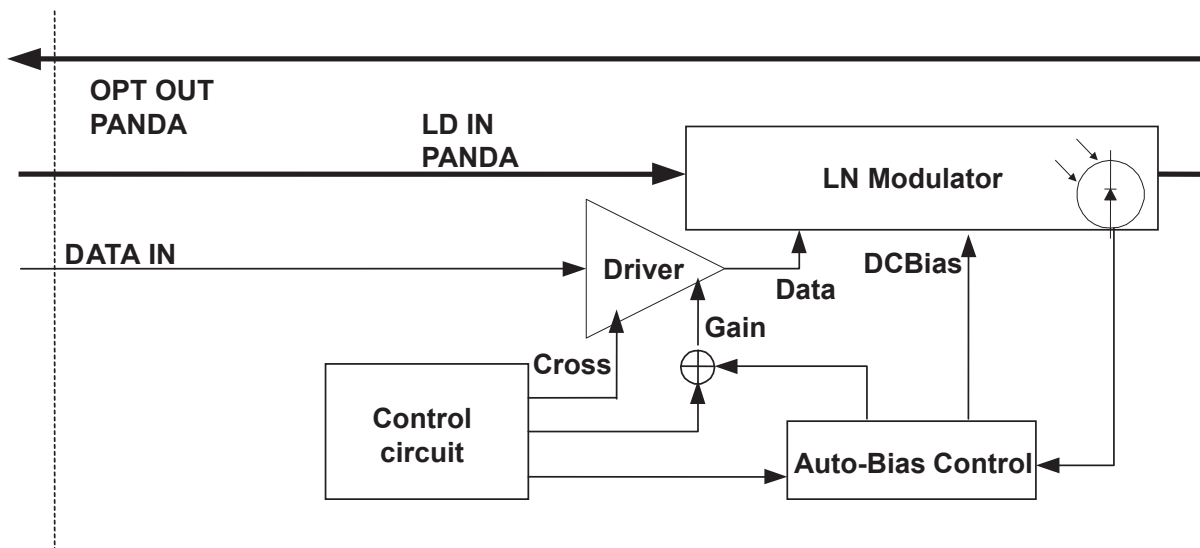 OPT OUT
PANDA
LD IN
PANDA
LN Modulator
DATA IN
Driver
Data
DCBias
Gain
Cross
Control
circuit
Auto-Bias Control